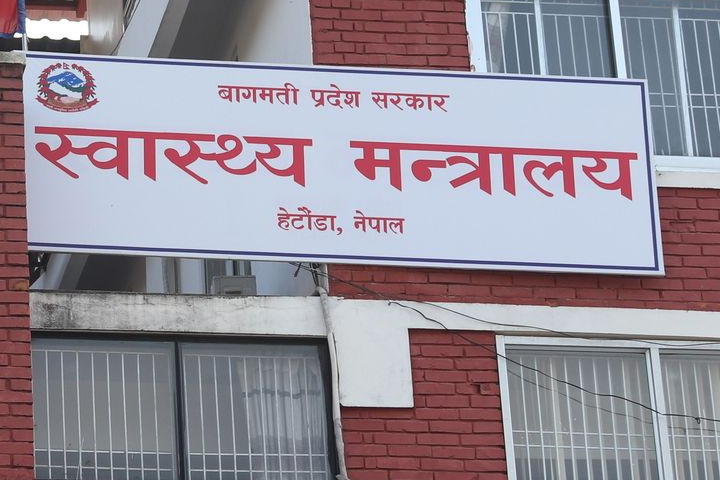 बागमती प्रदेश सरकार
स्वास्थ्य मन्त्रालय
हेटौंडा, नेपाल